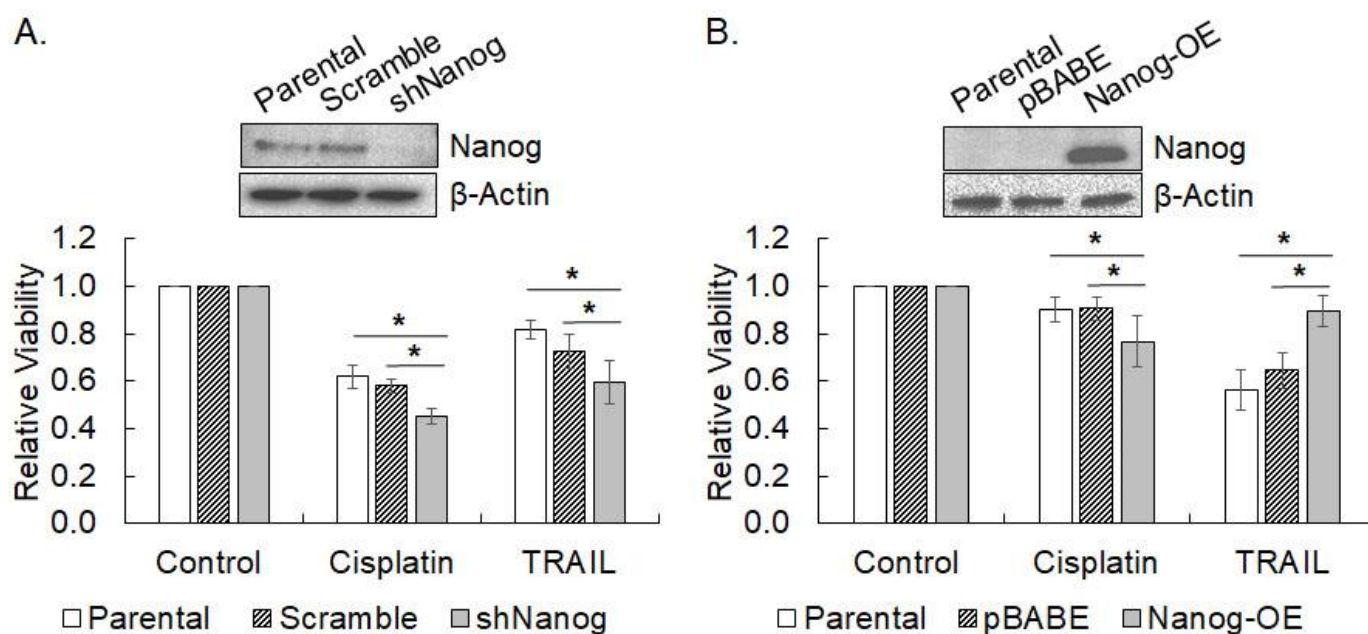 A.
Parental
Scramble
shNanog
Nanog
β-Actin
Relative Viability
1.2
1.0
0.8
0.6
0.4
0.2
0.0
* * * *
Control Cisplatin TRAIL
Parental Scramble shNanog
B.
Parental
pBABE
Nanog-OE
Nanog
β-Actin
Relative Viability
1.2
1.0
0.8
0.6
0.4
0.2
0.0
* * * *
Control Cisplatin TRAIL
Parental pBABE Nanog-OE